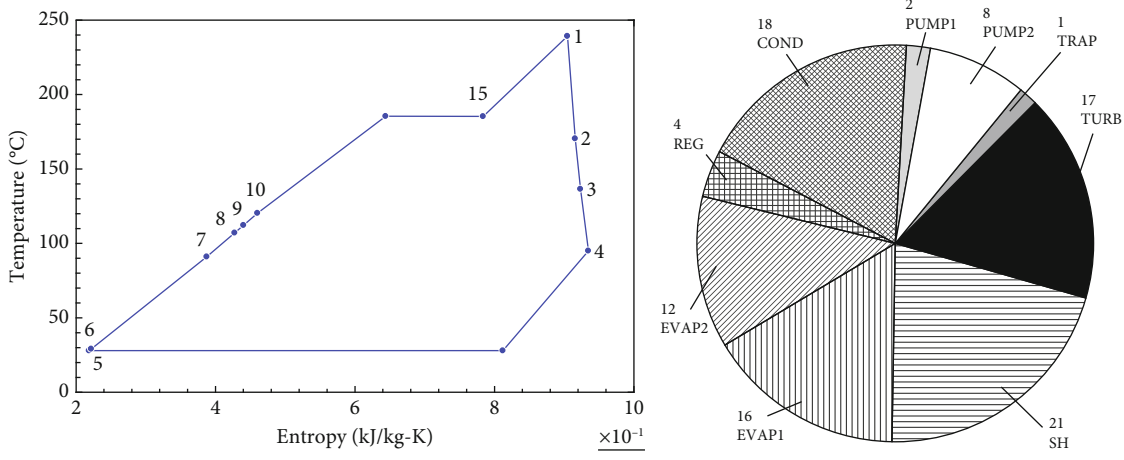 250
200
150
100
50
0
Temperature (°C)
2
4
6
8
10
Entropy (kJ/kg-K)
×10⁻¹
1
15
2
3
4
10
9
8
7
6
5
2
PUMP1
8
PUMP2
1
TRAP
17
TURB
21
SH
16
EVAP1
12
EVAP2
4
REG
18
COND